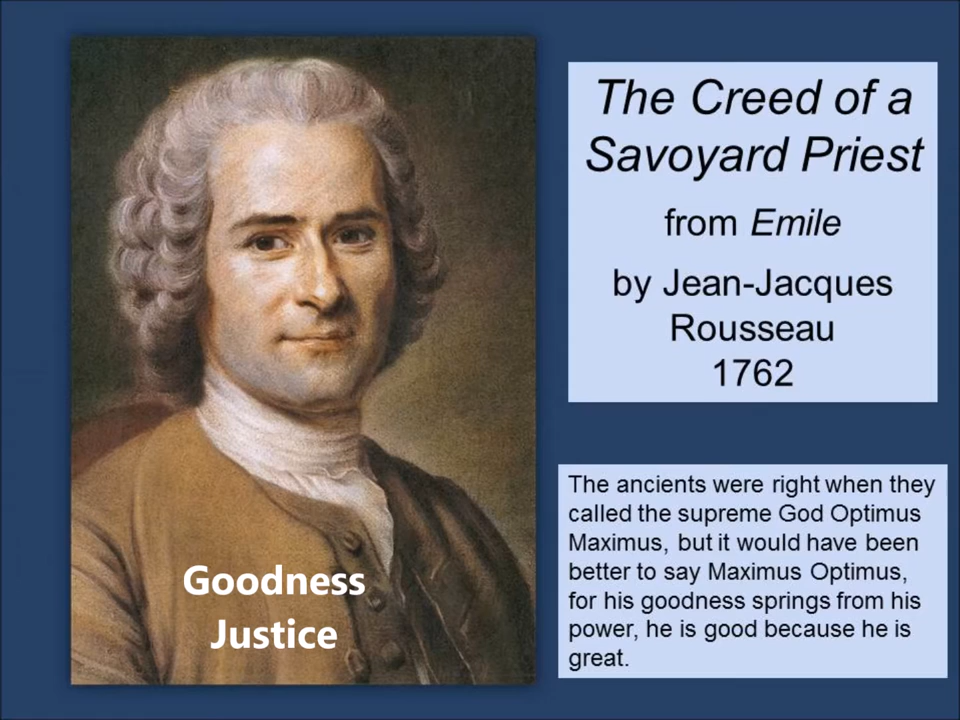 The Creed of a
Savoyard Priest
from Emile
by Jean-Jacques
Rousseau
1762
The ancients were right when they
called the supreme God Optimus
Maximus, but it would have been
better to say Maximus Optimus,
for his goodness springs from his
power, he is good because he is
great.
Goodness
Justice